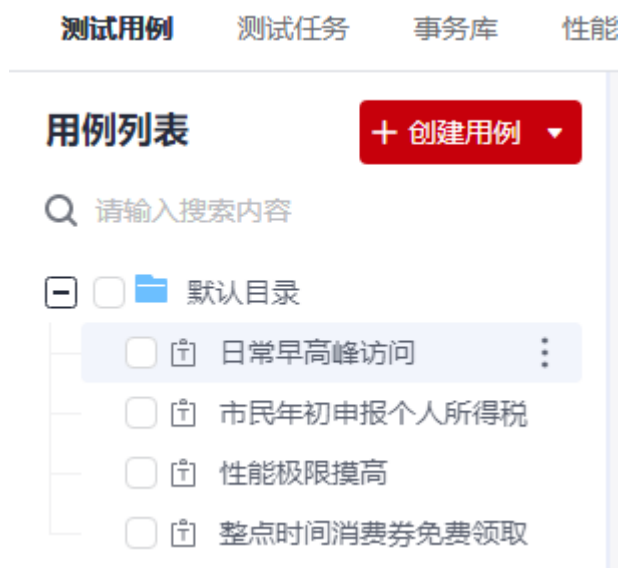 测试用例 测试任务 事务库 性能
用例列表 + 创建用例
请输入搜索内容
默认目录
日常早高峰访问
市民年初申报个人所得税
性能极限摸高
整点时间消费券免费领取